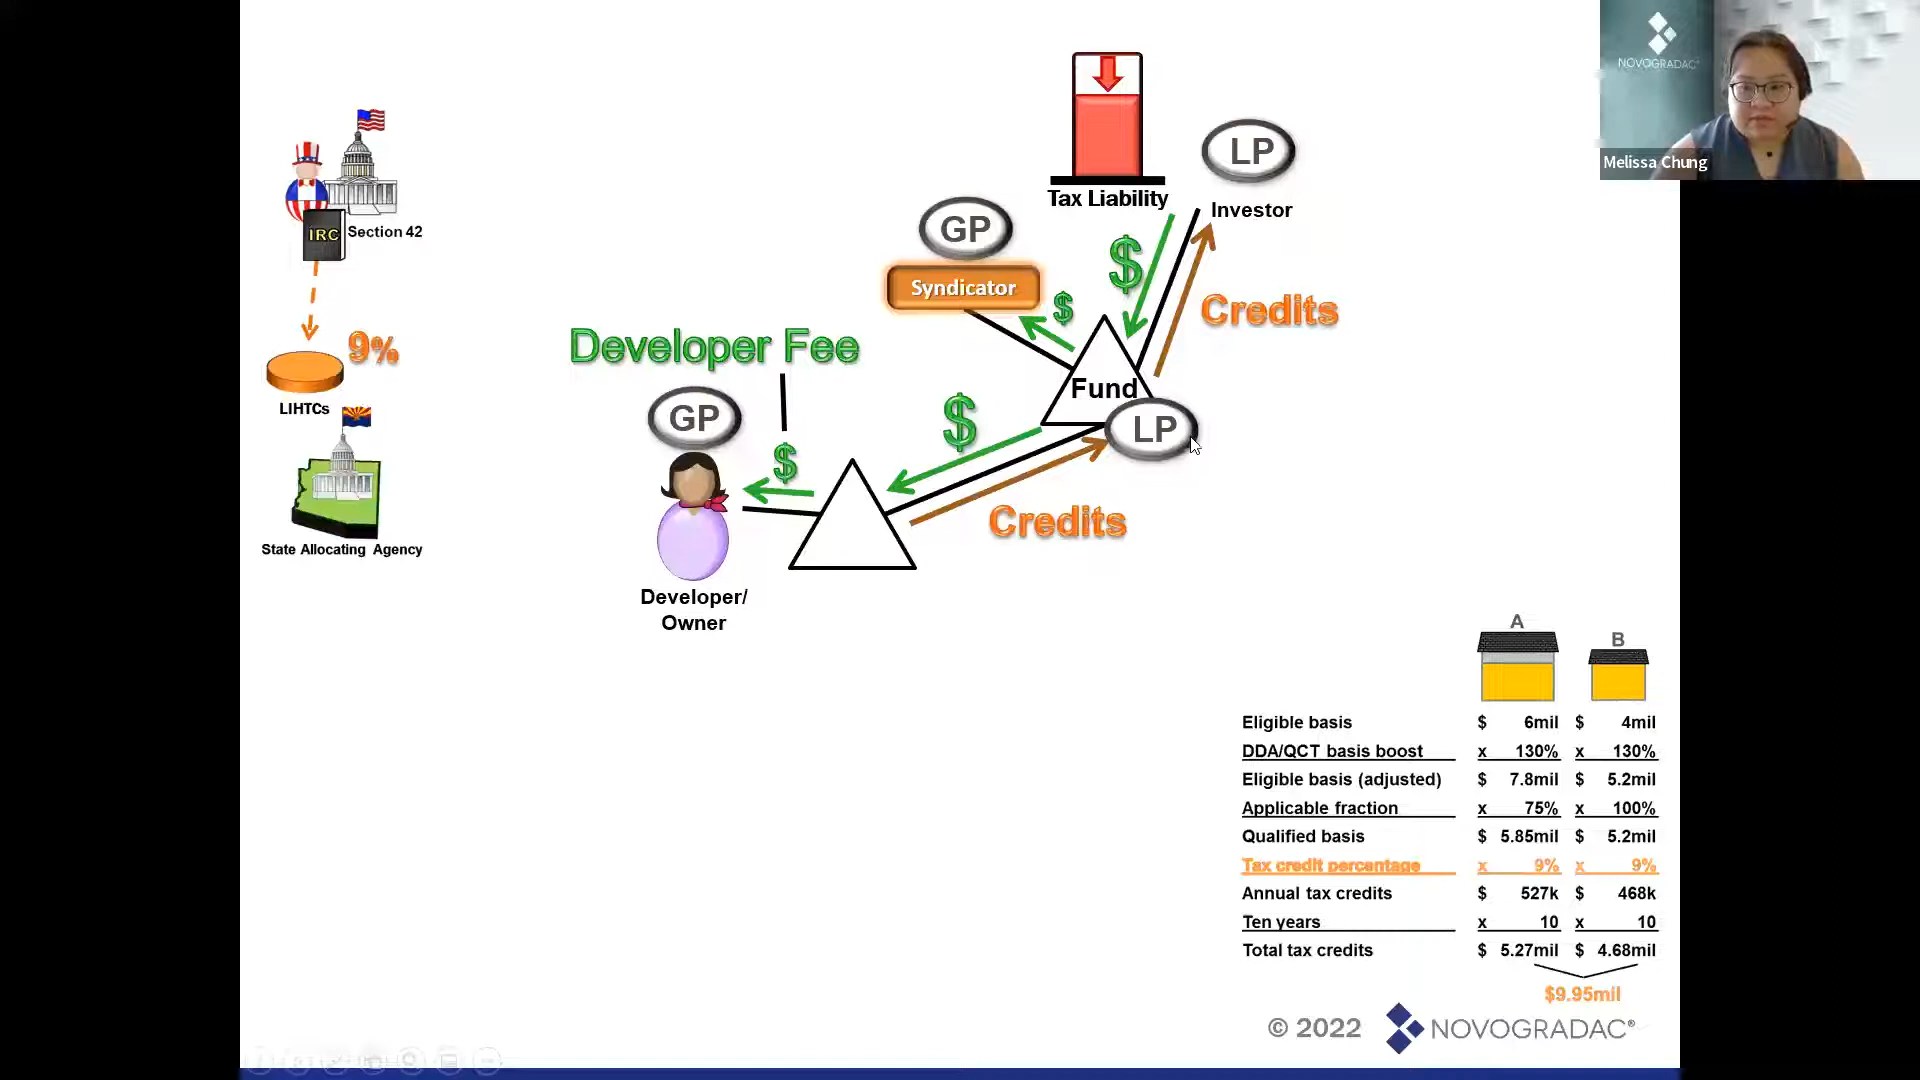 NOVOGRADAC
Melissa Chung
IRC
Section 42
9%
LIHTCs
State Allocating Agency
Tax Liability
LP
Investor
GP
Syndicator
$
$
Credits
Developer Fee
Fund
LP
GP
$
$
Credits
Developer/
Owner
A
B
Eligible basis $ 6mil $ 4mil
DDA/QCT basis boost x 130% x 130%
Eligible basis (adjusted) $ 7.8mil $ 5.2mil
Applicable fraction x 75% x 100%
Qualified basis $ 5.85mil $ 5.2mil
Tax credit percentage x 9% x 9%
Annual tax credits $ 527k $ 468k
Ten years x 10 x 10
Total tax credits $ 5.27mil $ 4.68mil
$9.95mil
© 2022 NOVOGRADAC®